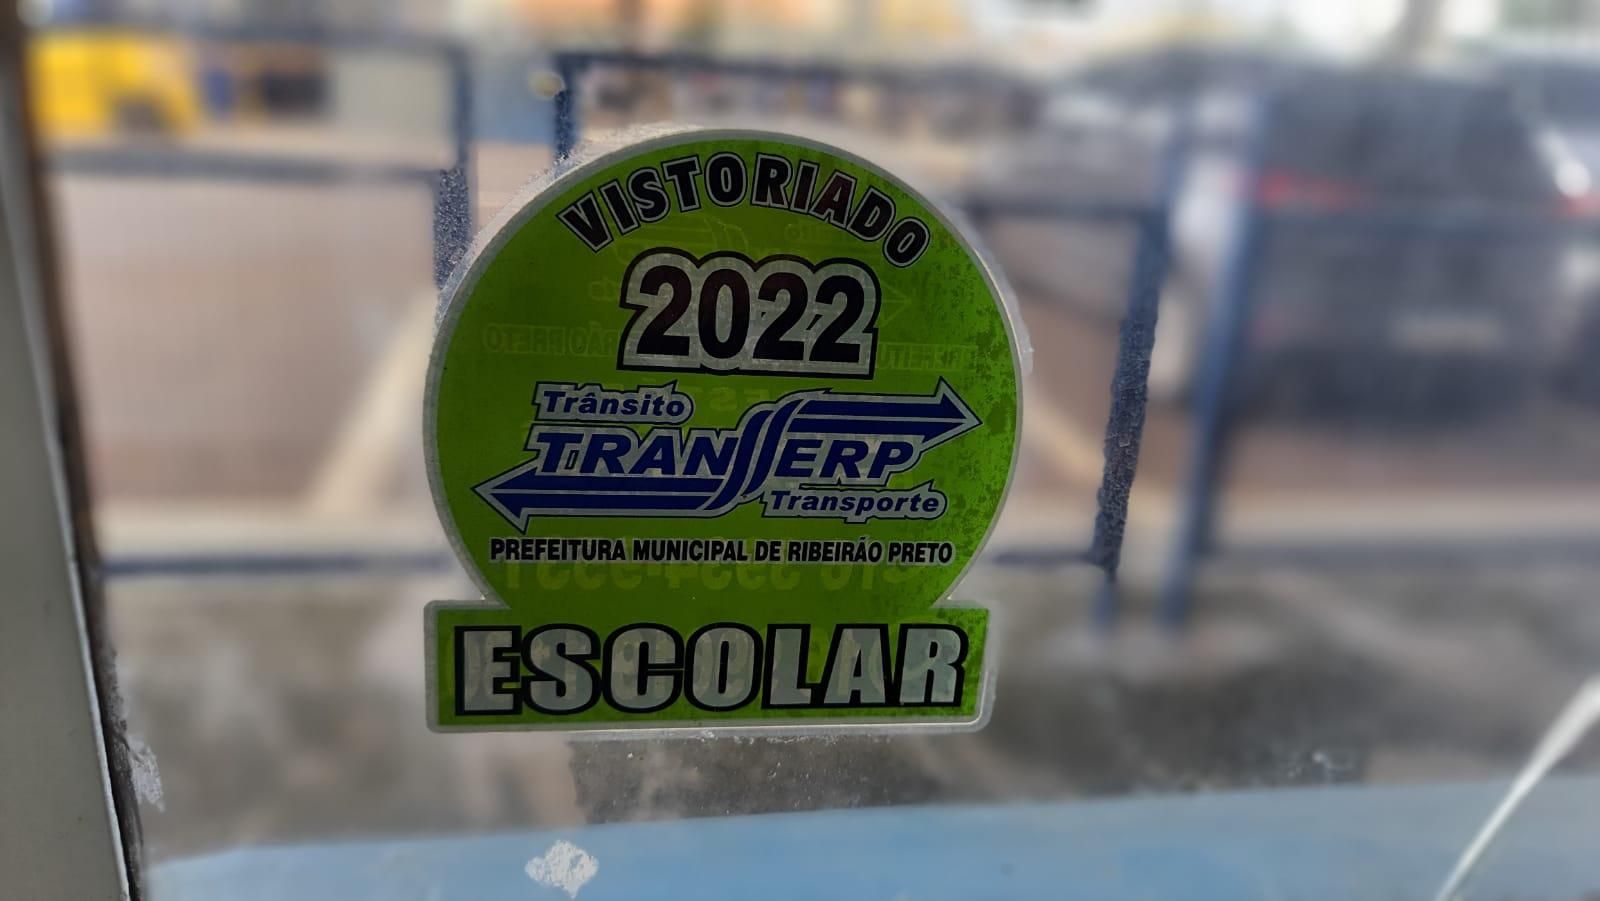 VISTORIADO
2022
Trânsito
TRANSERP
Transporte
PREFEITURA MUNICIPAL DE RIBEIRÃO PRETO
ESCOLAR